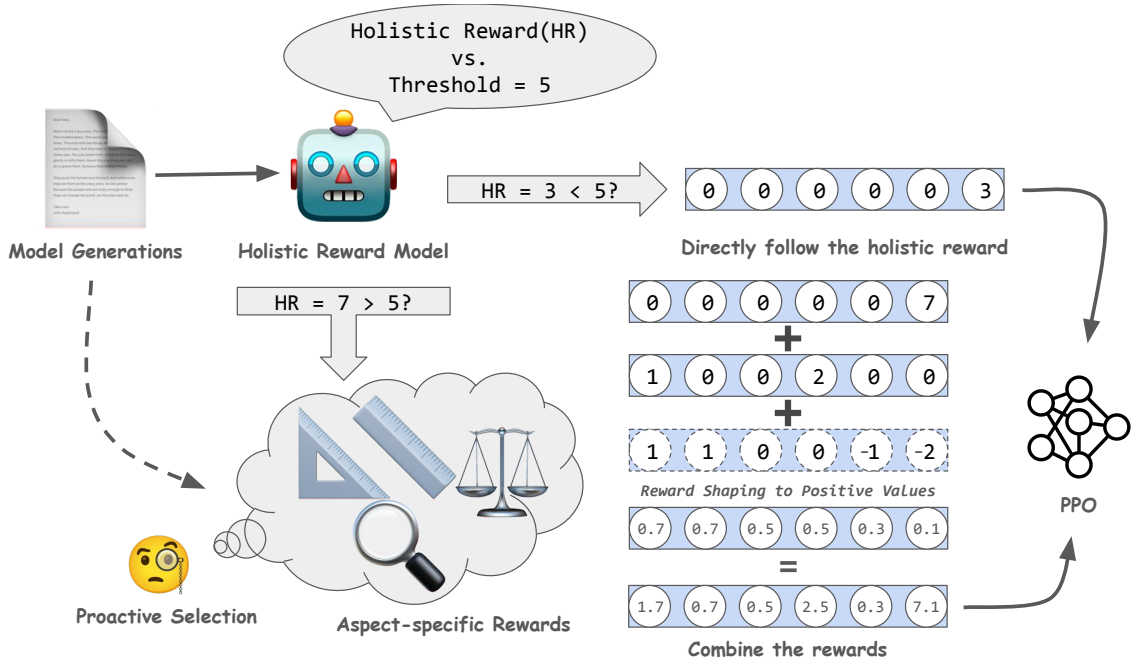 Holistic Reward(HR)
vs.
Threshold = 5
Model Generations
Holistic Reward Model
HR = 3 < 5?
0 0 0 0 0 3
Directly follow the holistic reward
HR = 7 > 5?
0 0 0 0 0 7
+
1 0 0 2 0 0
+
1 1 0 0 -1 -2
Reward Shaping to Positive Values
0.7 0.7 0.5 0.5 0.3 0.1
=
1.7 0.7 0.5 2.5 0.3 7.1
Combine the rewards
PPO
Proactive Selection
Aspect-specific Rewards